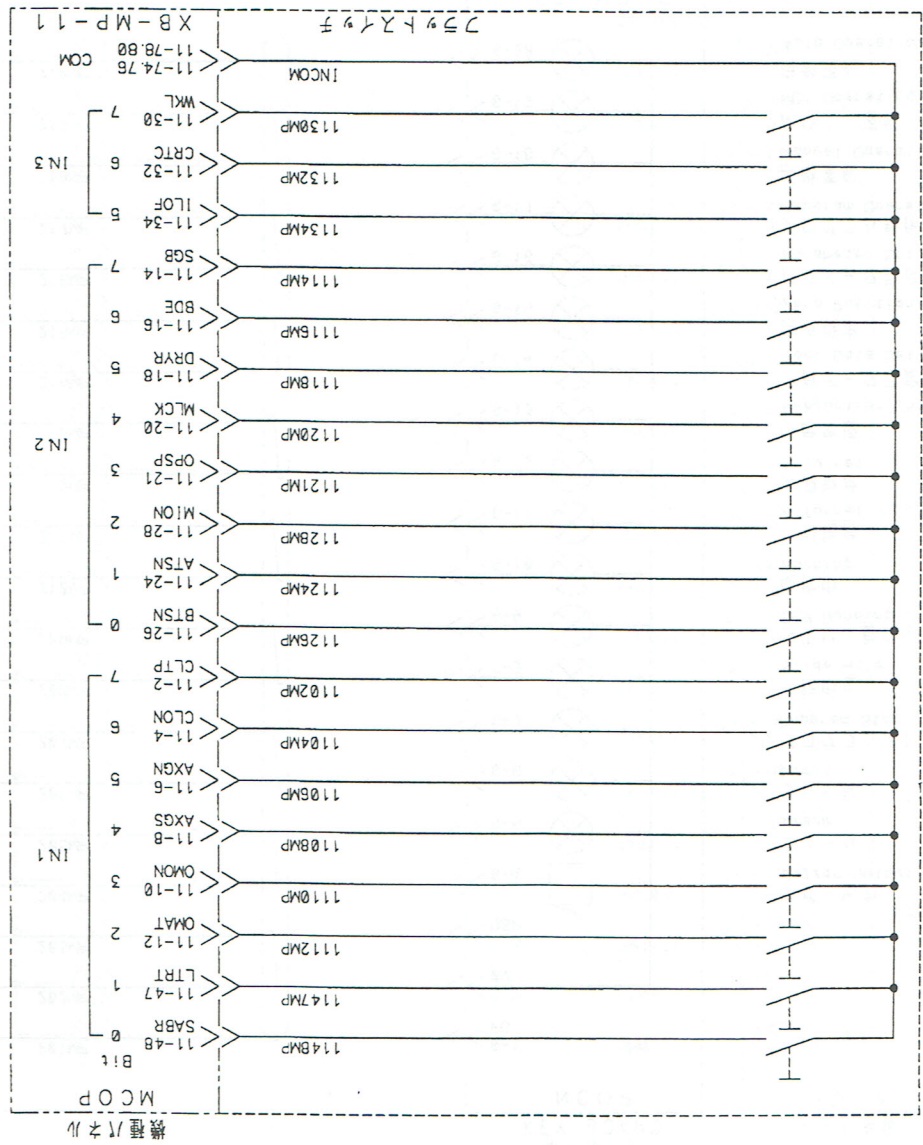 機種パネル
MCOP
Bit
1148MP 11-48 0
SABR
1147MP 11-47 1
LTRT
1112MP 11-12 2
OMAT
1110MP 11-10 3
OMON
IN1
1108MP 11-8 4
AXGS
1106MP 11-6 5
AXGN
1104MP 11-4 6
CLON
1102MP 11-2 7
CLTP
1126MP 11-26 0
BTSN
1124MP 11-24 1
ATSN
1128MP 11-28 2
MION
1121MP 11-21 3
OPSP
IN2
1120MP 11-20 4
MLCK
1118MP 11-18 5
DRYR
1116MP 11-16 6
BDE
1114MP 11-14 7
SGB
1134MP 11-34 5
ILOF
1132MP 11-32 6 IN3
CRTC
1130MP 11-30 7
WKL
INCOM 11-74.76 COM
11-78.80
フラットスイッチ XB-MP-11